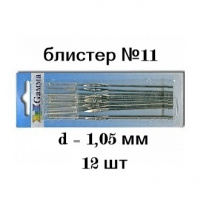 блистер №11
Gamma
d - 1,05 мм
12 шт